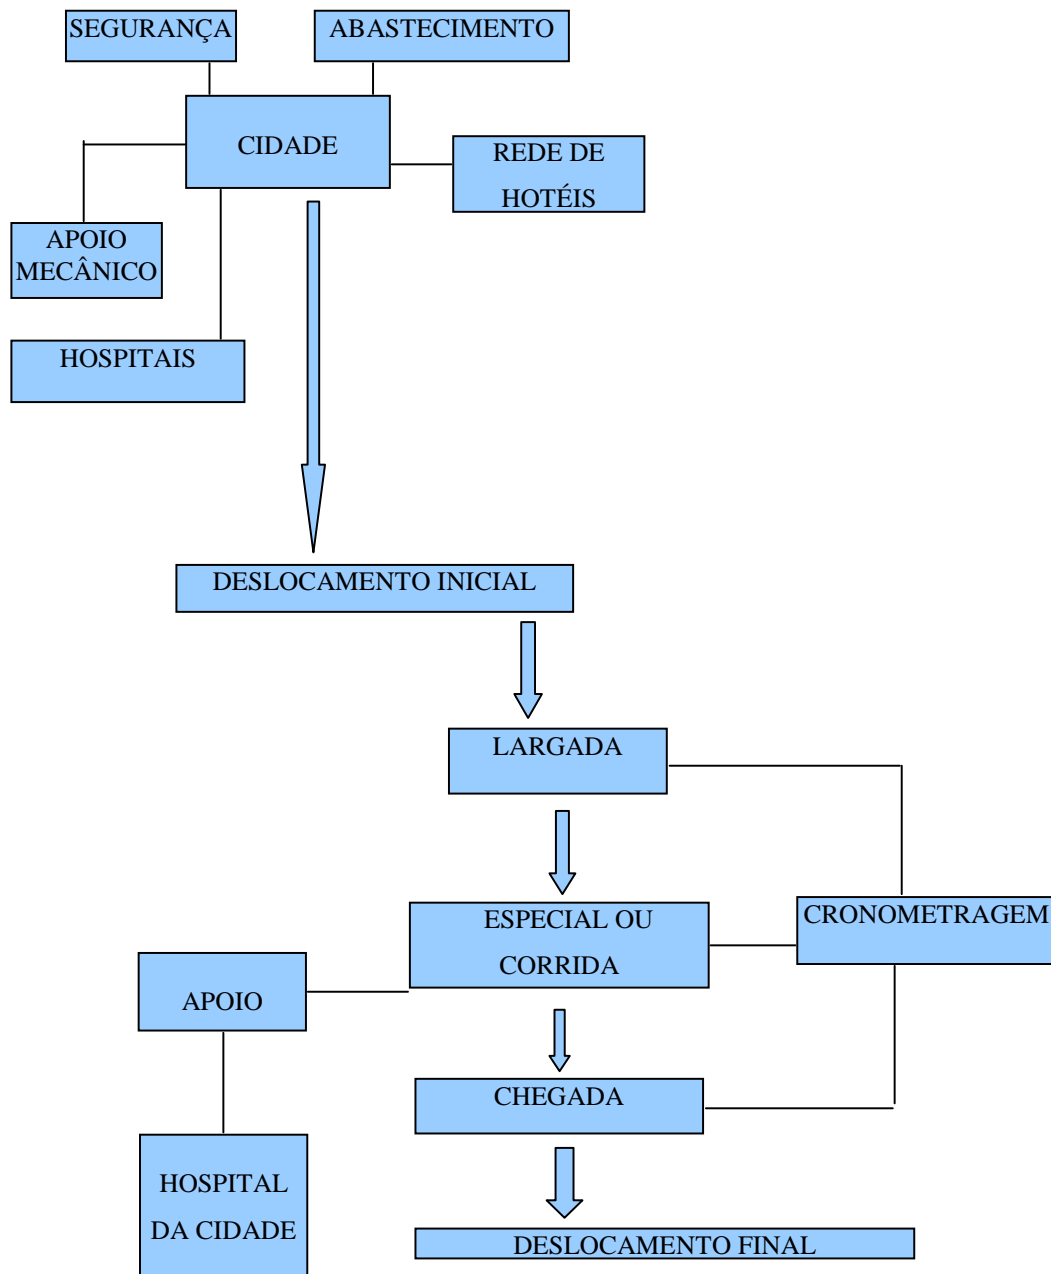 SEGURANÇA
ABASTECIMENTO
CIDADE
REDE DE
HOTÉIS
APOIO
MECÂNICO
HOSPITAIS
DESLOCAMENTO INICIAL
LARGADA
ESPECIAL OU
CORRIDA
CRONOMETRAGEM
APOIO
CHEGADA
HOSPITAL
DA CIDADE
DESLOCAMENTO FINAL